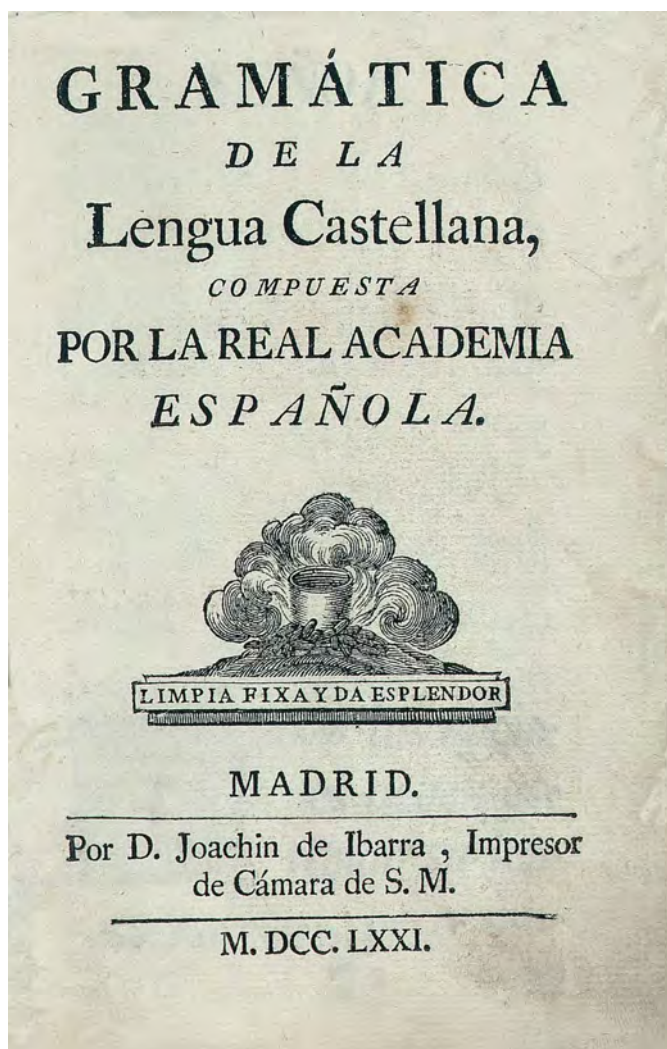 GRAMÁTICA
DE LA
Lengua Castellana,
COMPUESTA
POR LA REAL ACADEMIA
ESPAÑOLA.
LIMPIA FIXA Y DA ESPLENDOR
MADRID.
Por D. Joachin de Ibarra , Impresor
de Cámara de S. M.
M. DCC. LXXI.